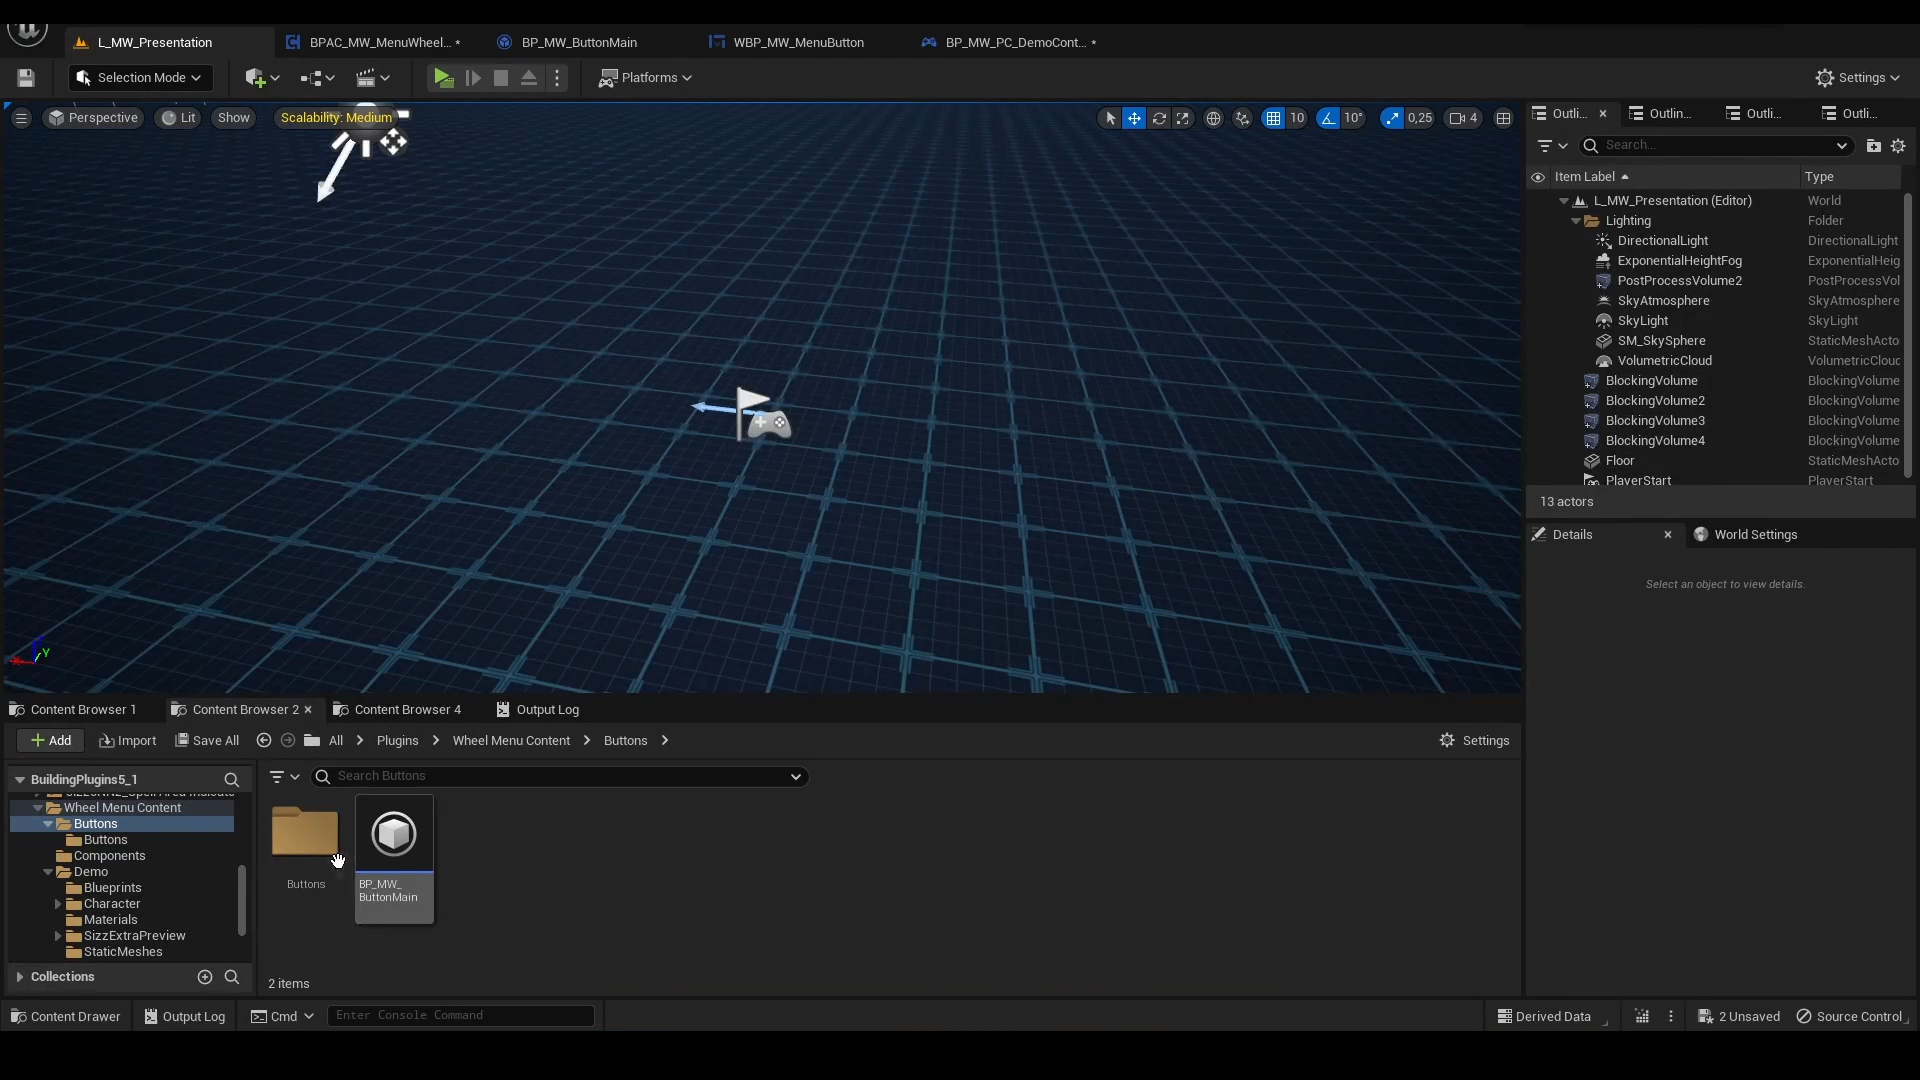 L_MW_Presentation
BPAC_MW_MenuWheel... *
BP_MW_ButtonMain
WBP_MW_MenuButton
BP_MW_PC_DemoCont... *
Selection Mode
Platforms
Settings
Perspective
Lit
Show
Scalability: Medium
10
10°
0,25
4
Outli...
Outlin...
Outli...
Outli...
Search...
Item Label
Type
L_MW_Presentation (Editor)
World
Lighting
Folder
DirectionalLight
DirectionalLight
ExponentialHeightFog
ExponentialHeig
PostProcessVolume2
PostProcessVol
SkyAtmosphere
SkyAtmosphere
SkyLight
SkyLight
SM_SkySphere
StaticMeshActo
VolumetricCloud
VolumetricClouc
BlockingVolume
BlockingVolume
BlockingVolume2
BlockingVolume
BlockingVolume3
BlockingVolume
BlockingVolume4
BlockingVolume
Floor
StaticMeshActo
PlayerStart
PlayerStart
13 actors
Details
World Settings
Select an object to view details.
Y
Content Browser 1
Content Browser 2
Content Browser 4
Output Log
Add
Import
Save All
All
Plugins
Wheel Menu Content
Buttons
Settings
BuildingPlugins5_1
Search Buttons
Wheel Menu Content
Buttons
Buttons
Components
Demo
Blueprints
Character
Materials
SizzExtraPreview
StaticMeshes
Collections
Buttons
BP_MW_
ButtonMain
2 items
Content Drawer
Output Log
Cmd
Enter Console Command
Derived Data
2 Unsaved
Source Control